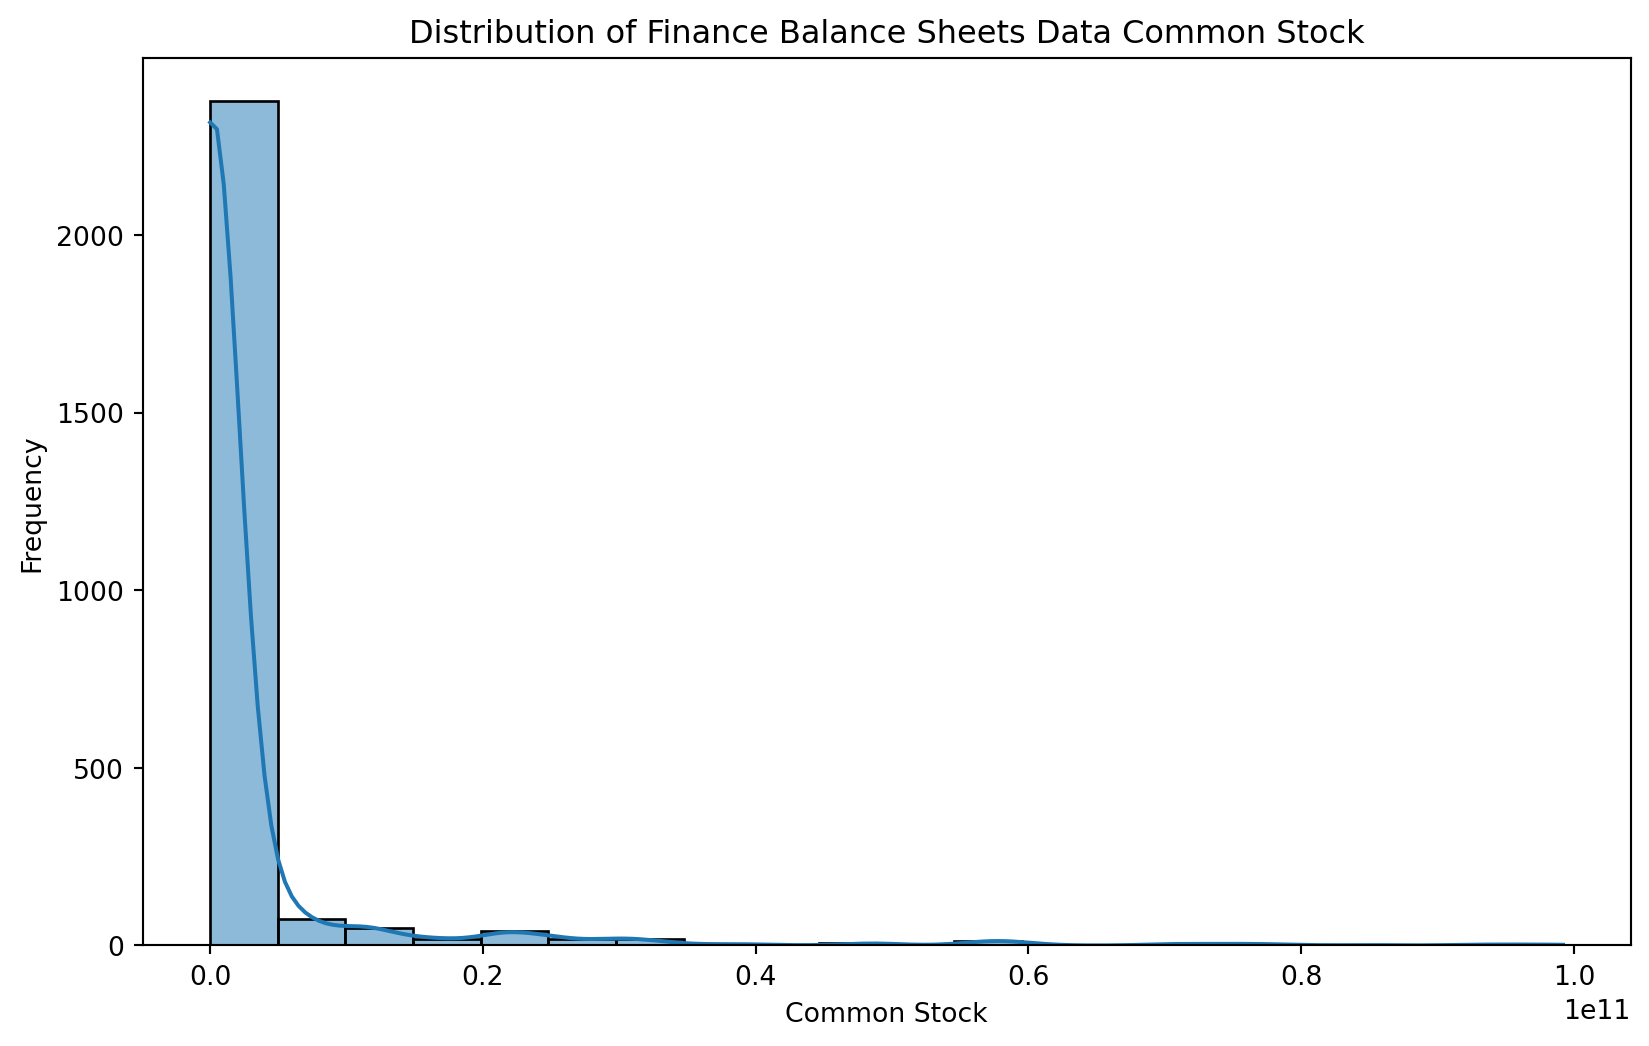 Distribution of Finance Balance Sheets Data Common Stock
Frequency
2000
1500
1000
500
0
0.0 0.2 0.4 0.6 0.8 1.0
1e11
Common Stock